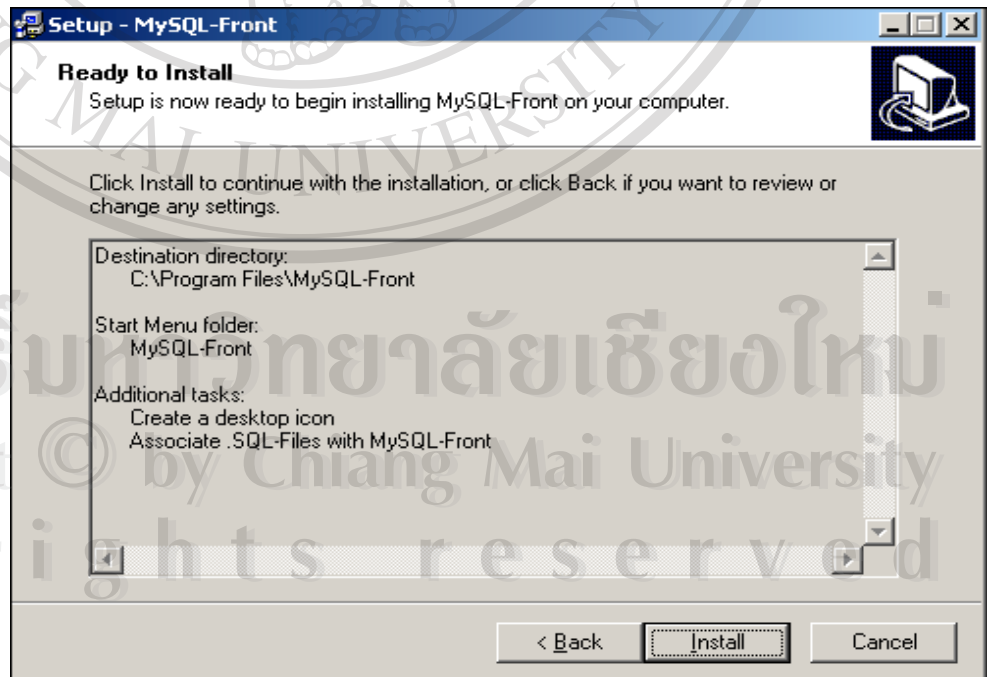 Setup - MySQL-Front
Ready to Install
Setup is now ready to begin installing MySQL-Front on your computer.
Click Install to continue with the installation, or click Back if you want to review or
change any settings.
Destination directory:
C:\Program Files\MySQL-Front
Start Menu folder:
MySQL-Front
Additional tasks:
Create a desktop icon
Associate .SQL-Files with MySQL-Front
< Back
Install
Cancel
MAI UNIVERSITY
มหาวิทยาลัยเชียงใหม่
© by Chiang Mai University
rights reserved